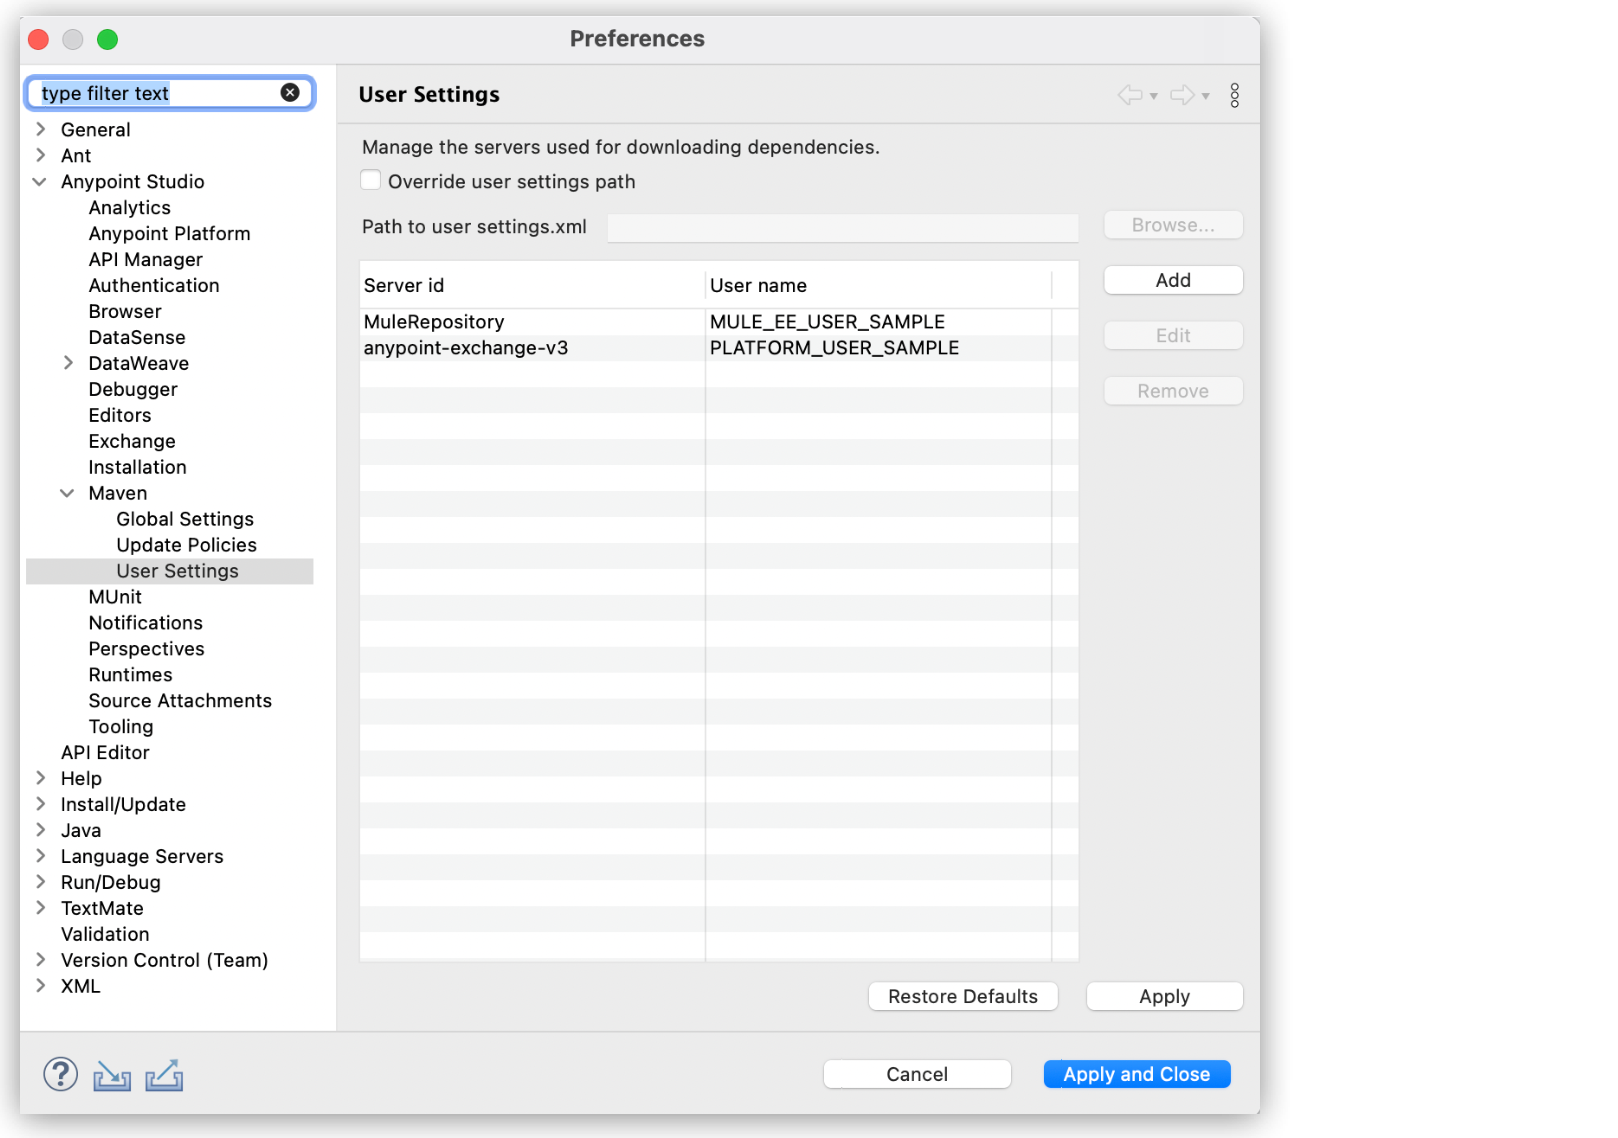 Preferences
type filter text
General
Ant
Anypoint Studio
Analytics
Anypoint Platform
API Manager
Authentication
Browser
DataSense
DataWeave
Debugger
Editors
Exchange
Installation
Maven
Global Settings
Update Policies
User Settings
MUnit
Notifications
Perspectives
Runtimes
Source Attachments
Tooling
API Editor
Help
Install/Update
Java
Language Servers
Run/Debug
TextMate
Validation
Version Control (Team)
XML
User Settings
Manage the servers used for downloading dependencies.
Override user settings path
Path to user settings.xml
Browse...
Server id User name
MuleRepository MULE_EE_USER_SAMPLE
anypoint-exchange-v3 PLATFORM_USER_SAMPLE
Add
Edit
Remove
Restore Defaults
Apply
?
Cancel
Apply and Close